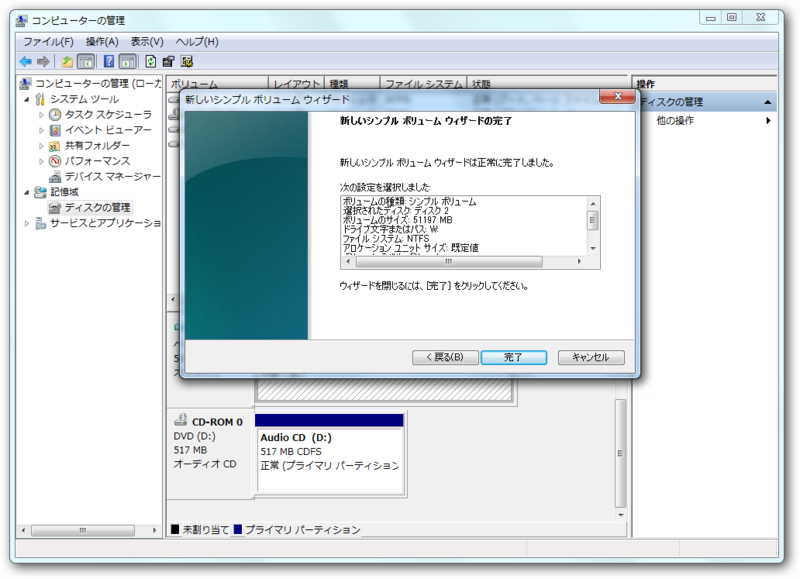 コンピューターの管理
ファイル(F) 操作(A) 表示(V) ヘルプ(H)
コンピューターの管理 (ローカ
システム ツール
タスク スケジューラ
イベント ビューアー
共有フォルダー
パフォーマンス
デバイス マネージャー
記憶域
ディスクの管理
サービスとアプリケーショ
ボリューム レイアウト 種類 ファイル システム 状態
操作
ディスクの管理
他の操作
新しいシンプル ボリューム ウィザード
新しいシンプル ボリューム ウィザードの完了
新しいシンプル ボリューム ウィザードは正常に完了しました。
次の設定を選択しました:
ボリュームの種類: シンプル ボリューム
選択されたディスク: ディスク 2
ボリュームのサイズ: 51197 MB
ドライブ文字またはパス: W:
ファイル システム: NTFS
アロケーション ユニット サイズ: 既定値
ウィザードを閉じるには、[完了] をクリックしてください。
< 戻る(B) 完了 キャンセル
CD-ROM 0
DVD (D:)
517 MB
オーディオ CD
Audio CD (D:)
517 MB CDFS
正常 (プライマリ パーティション
未割り当て プライマリ パーティション